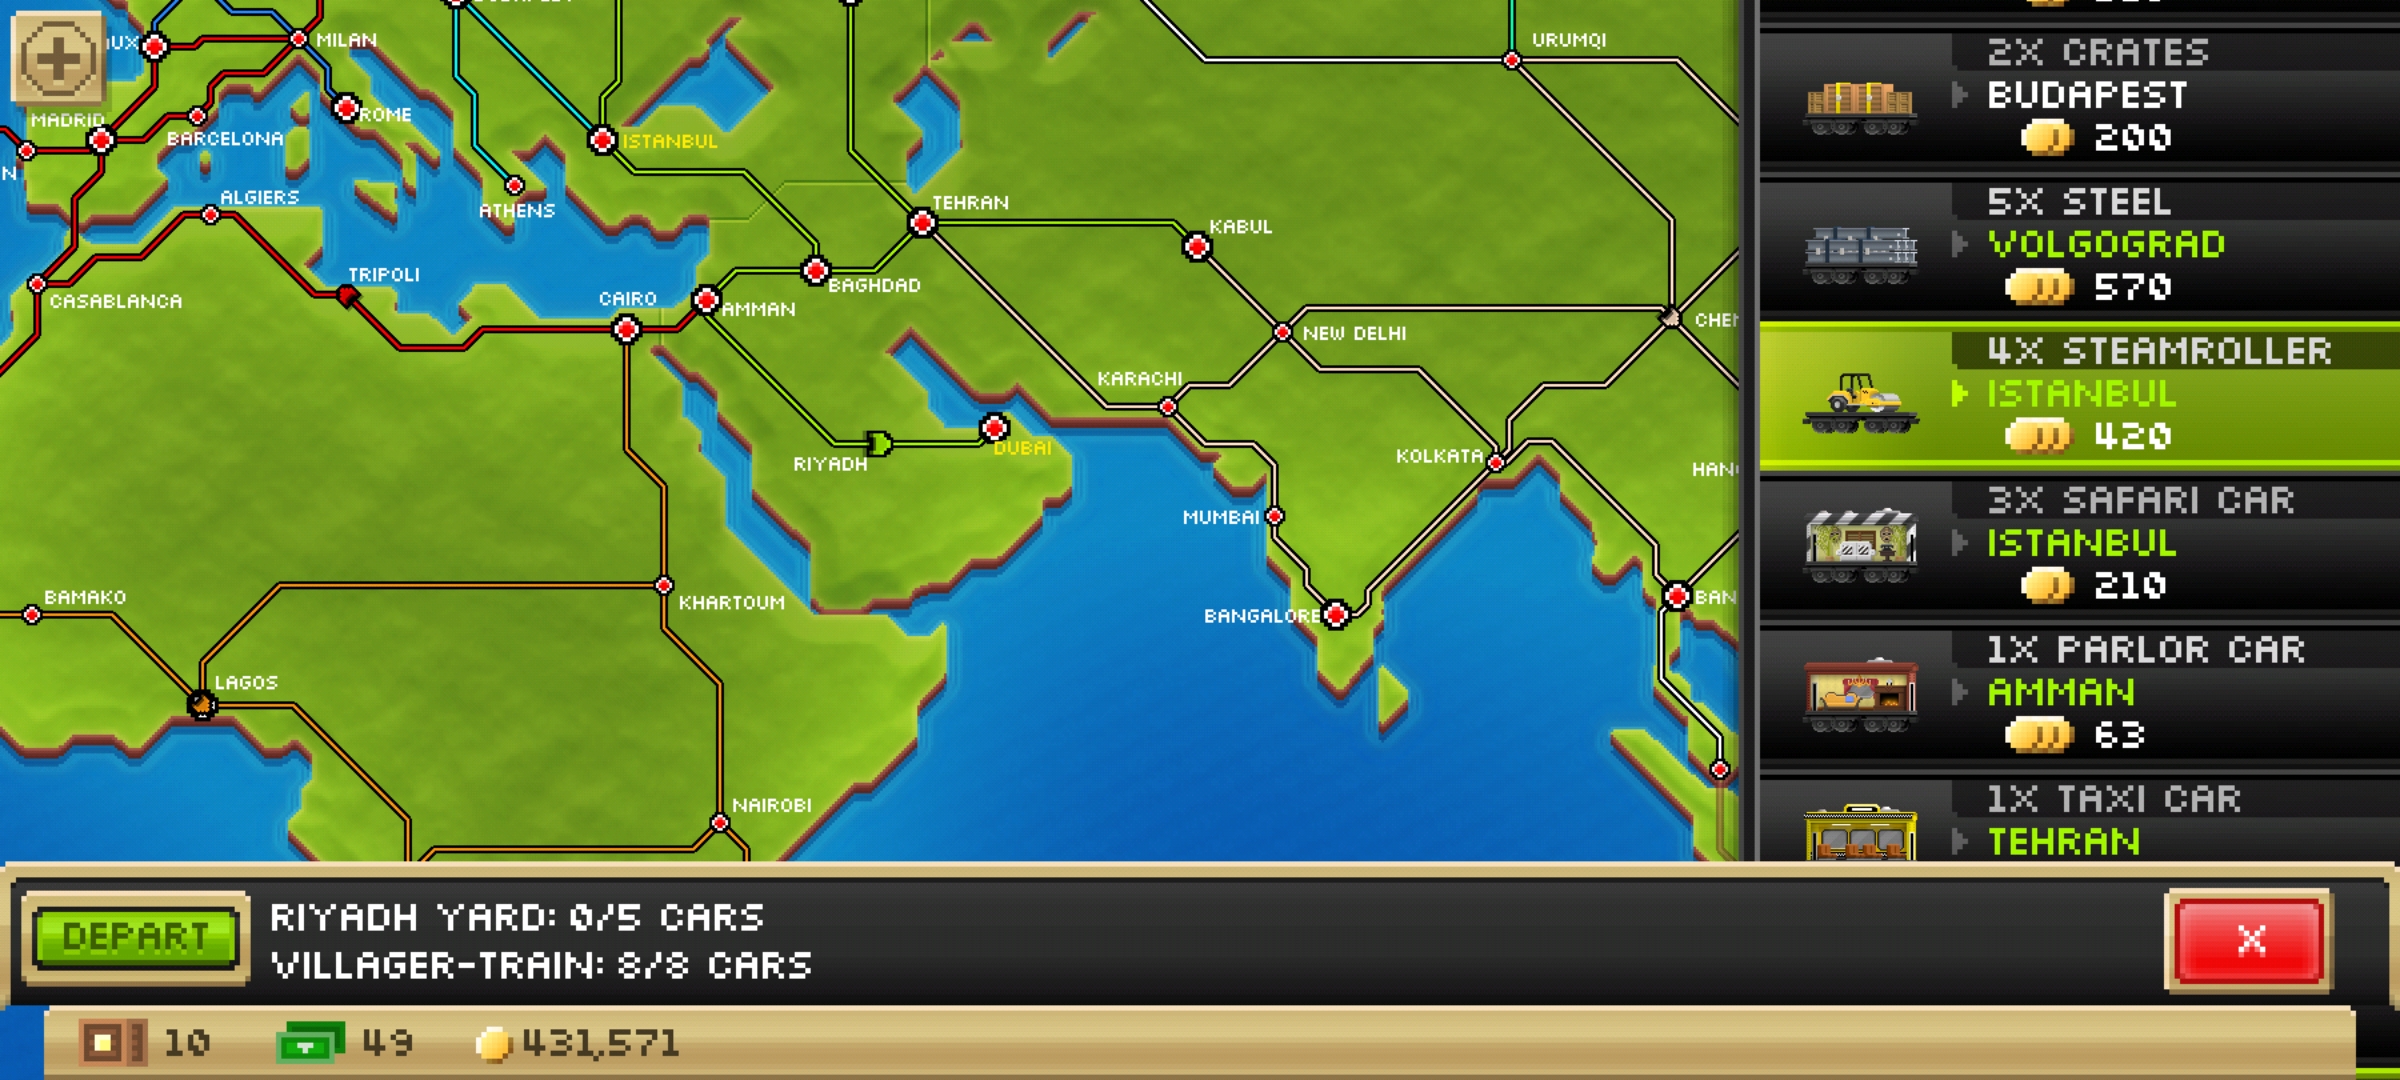 MILAN
URUMQI
MADRID
BARCELONA
ROME
ISTANBUL
ALGIERS
ATHENS
TEHRAN
KABUL
TRIPOLI
CASABLANCA
CAIRO
AMMAN
BAGHDAD
NEW DELHI
KARACHI
KOLKATA
RIYADH
DUBAI
MUMBAI
BAMAKO
KHARTOUM
BANGALORE
LAGOS
NAIROBI
2X CRATES
BUDAPEST
200
5X STEEL
VOLGOGRAD
570
4X STEAMROLLER
ISTANBUL
420
3X SAFARI CAR
ISTANBUL
210
1X PARLOR CAR
AMMAN
63
1X TAXI CAR
TEHRAN
DEPART
RIYADH YARD: 0/5 CARS
VILLAGER-TRAIN: 8/8 CARS
X
10
49
431,571